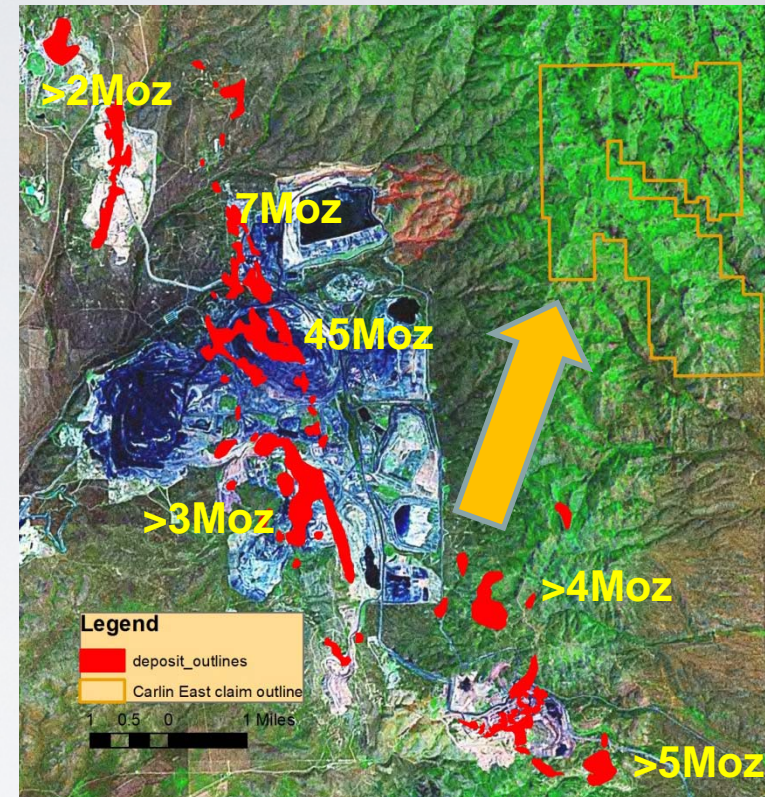 >2Moz
7Moz
45Moz
>3Moz
>4Moz
Legend
deposit_outlines
Carlin East claim outline
1 0.5 0 1 Miles
>5Moz